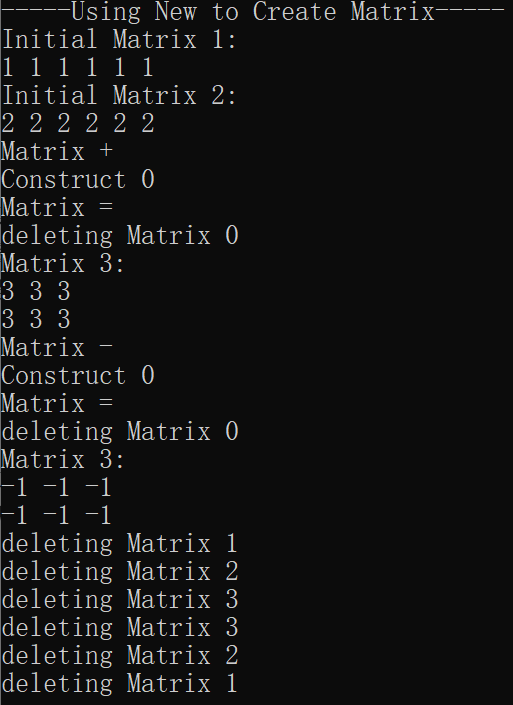 -----Using New to Create Matrix-----
Initial Matrix 1:
1 1 1 1 1 1
Initial Matrix 2:
2 2 2 2 2 2
Matrix +
Construct 0
Matrix =
deleting Matrix 0
Matrix 3:
3 3 3
3 3 3
Matrix -
Construct 0
Matrix =
deleting Matrix 0
Matrix 3:
-1 -1 -1
-1 -1 -1
deleting Matrix 1
deleting Matrix 2
deleting Matrix 3
deleting Matrix 3
deleting Matrix 2
deleting Matrix 1